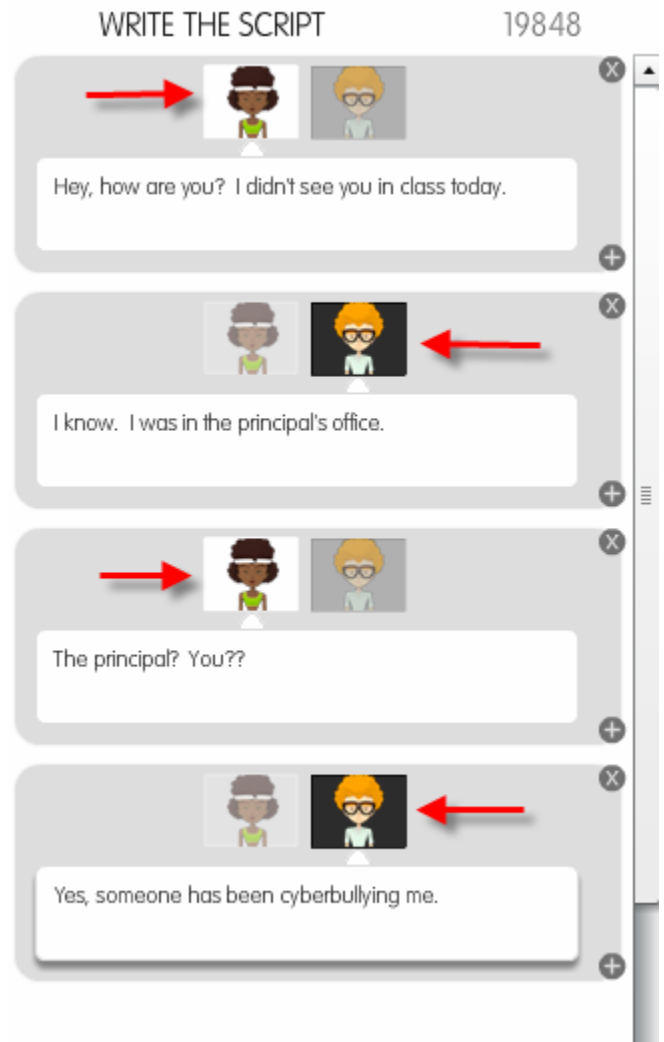 WRITE THE SCRIPT 19848
X
Hey, how are you?  I didn't see you in class today.
+
X
I know.  I was in the principal's office.
+
X
The principal?  You??
+
X
Yes, someone has been cyberbullying me.
+